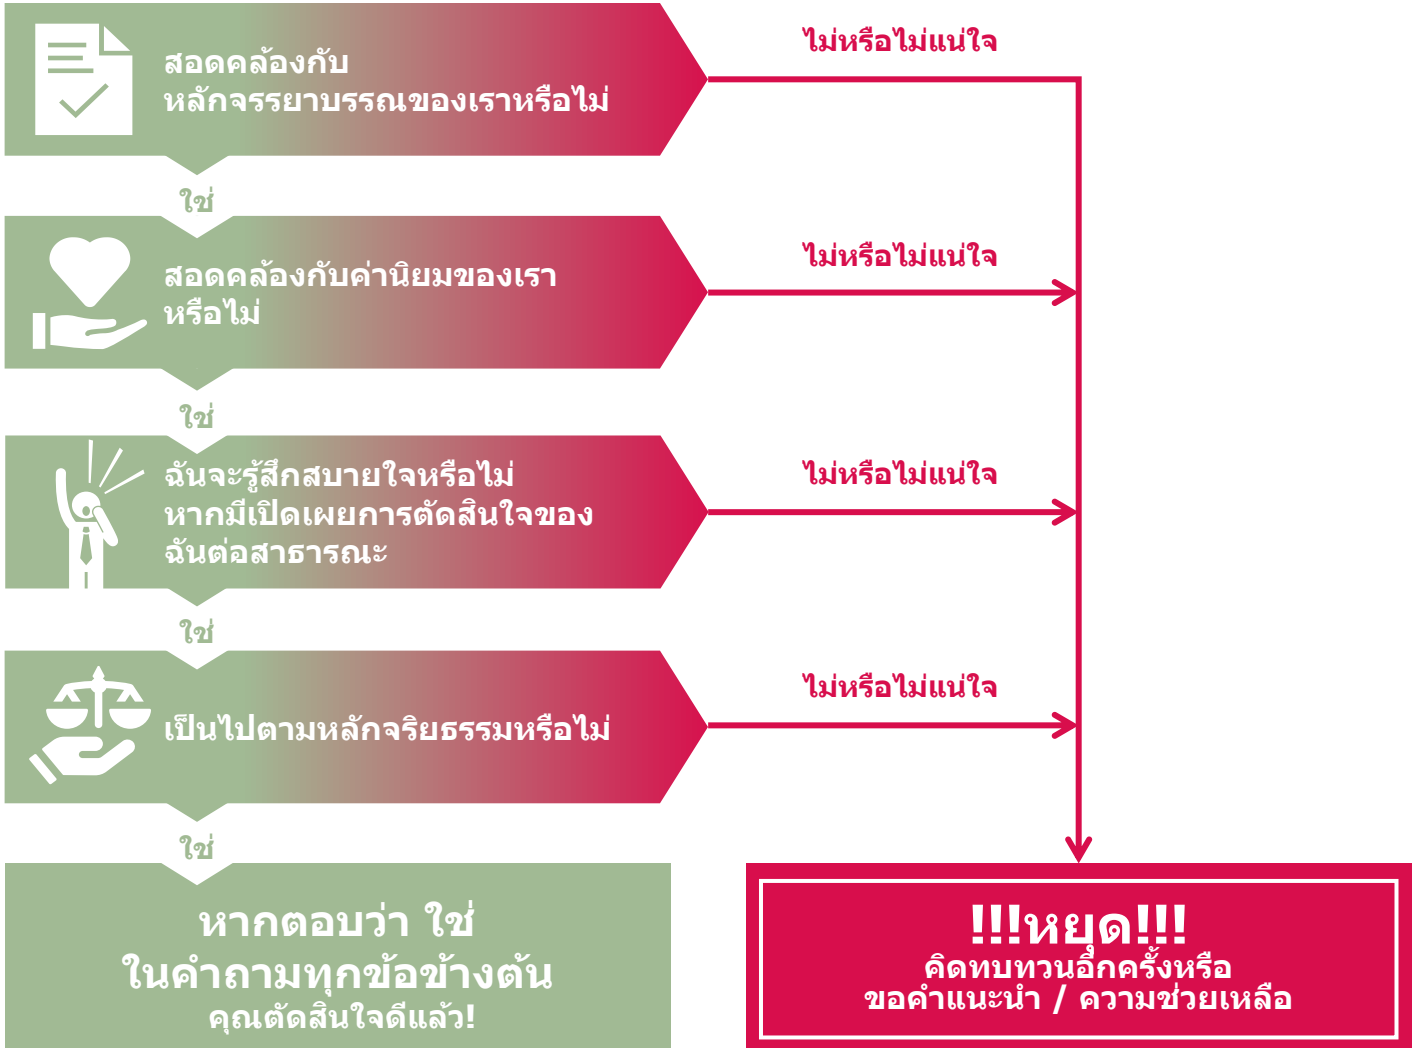 สอดคล้องกับ
หลักจรรยาบรรณของเราหรือไม่
ไม่หรือไม่แน่ใจ
ใช่
สอดคล้องกับค่านิยมของเรา
หรือไม่
ไม่หรือไม่แน่ใจ
ใช่
ฉันจะรู้สึกสบายใจหรือไม่
หากมีเปิดเผยการตัดสินใจของ
ฉันต่อสาธารณะ
ไม่หรือไม่แน่ใจ
ใช่
เป็นไปตามหลักจริยธรรมหรือไม่
ไม่หรือไม่แน่ใจ
ใช่
หากตอบว่า ใช่
ในคำถามทุกข้อข้างต้น
คุณตัดสินใจดีแล้ว!
!!!หยุด!!!
คิดทบทวนอีกครั้งหรือ
ขอคำแนะนำ / ความช่วยเหลือ